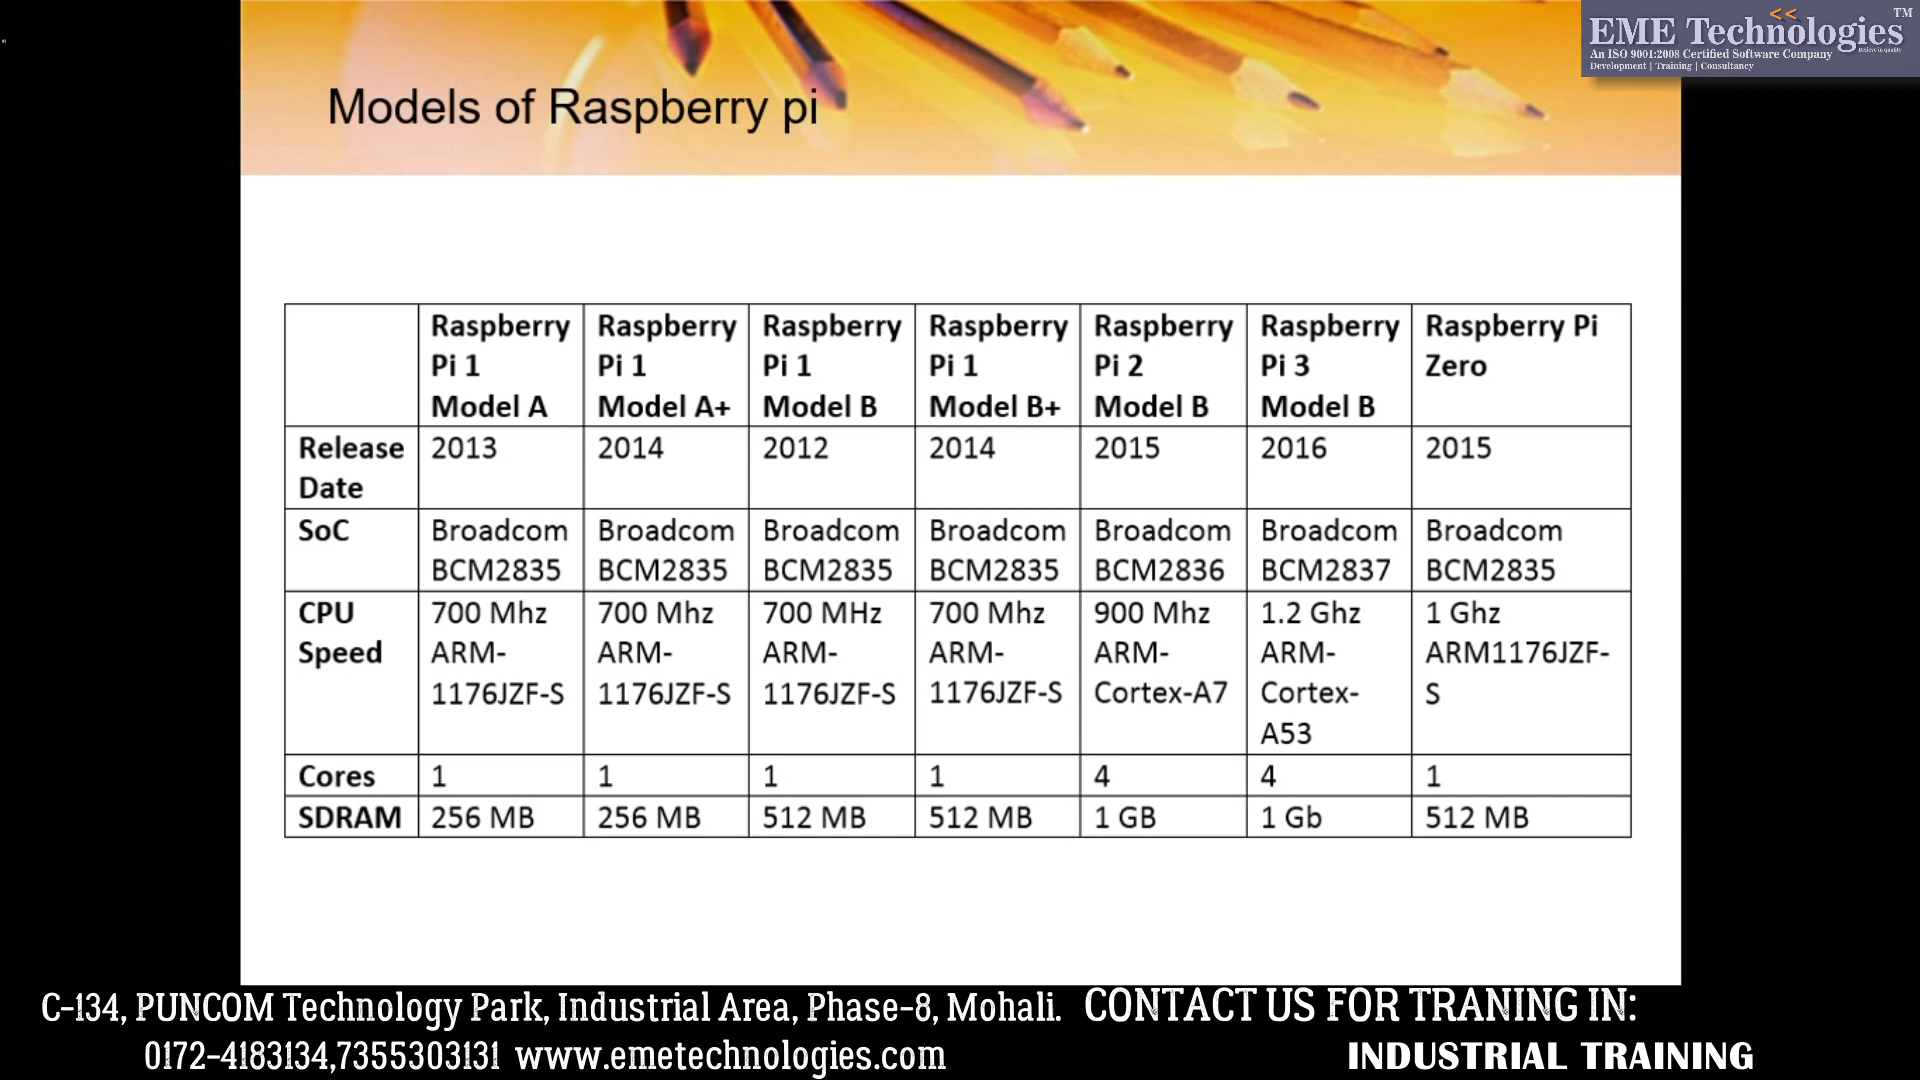 <<
TM
EME Technologies
Believe in quality
An ISO 9001:2008 Certified Software Company
Development | Training | Consultancy
Models of Raspberry pi
Raspberry Pi 1 Model A
Raspberry Pi 1 Model A+
Raspberry Pi 1 Model B
Raspberry Pi 1 Model B+
Raspberry Pi 2 Model B
Raspberry Pi 3 Model B
Raspberry Pi Zero
Release Date
2013
2014
2012
2014
2015
2016
2015
SoC
Broadcom BCM2835
Broadcom BCM2835
Broadcom BCM2835
Broadcom BCM2835
Broadcom BCM2836
Broadcom BCM2837
Broadcom BCM2835
CPU Speed
700 Mhz ARM-1176JZF-S
700 Mhz ARM-1176JZF-S
700 MHz ARM-1176JZF-S
700 Mhz ARM-1176JZF-S
900 Mhz ARM-Cortex-A7
1.2 Ghz ARM-Cortex-A53
1 Ghz ARM1176JZF-S
Cores
1
1
1
1
4
4
1
SDRAM
256 MB
256 MB
512 MB
512 MB
1 GB
1 Gb
512 MB
C-134, PUNCOM Technology Park, Industrial Area, Phase-8, Mohali.
0172-4183134,7355303131 www.emetechnologies.com
CONTACT US FOR TRANING IN:
INDUSTRIAL TRAINING